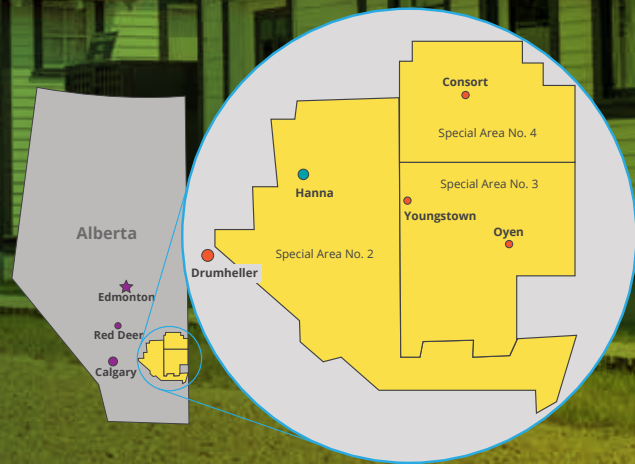 Alberta
Edmonton
Red Deer
Calgary
Consort
Special Area No. 4
Special Area No. 3
Hanna
Youngstown
Oyen
Special Area No. 2
Drumheller